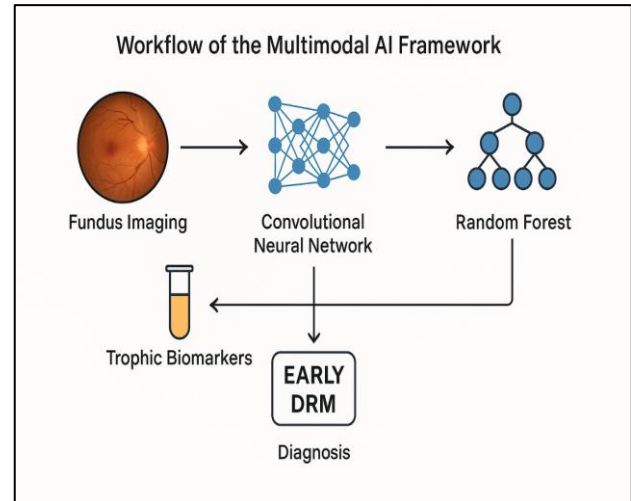 Workflow of the Multimodal AI Framework
Fundus Imaging
Convolutional
Neural Network
Random Forest
Trophic Biomarkers
EARLY
DRM
Diagnosis